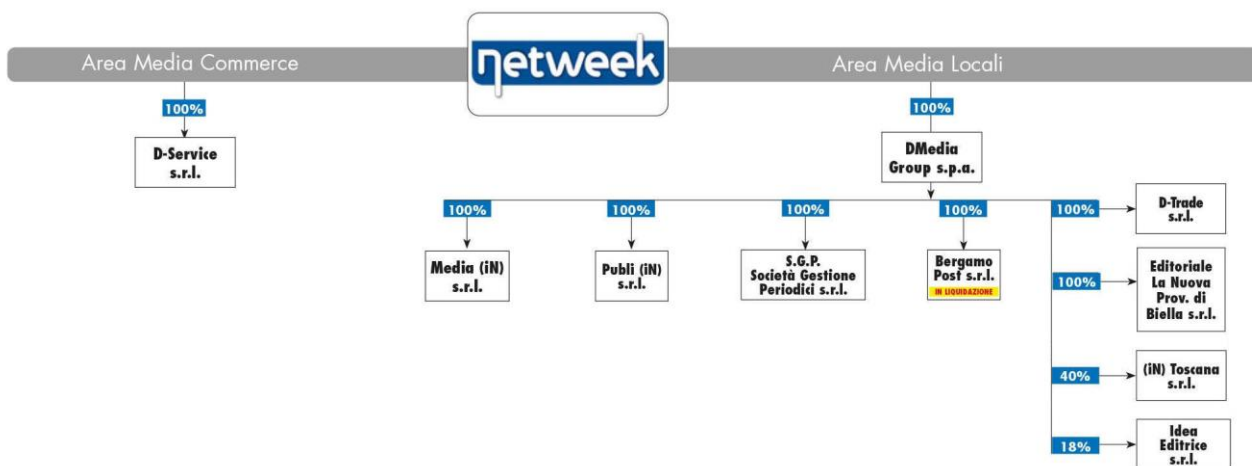 Area Media Commerce
netweek
Area Media Locali
100%
D-Service
s.r.l.
100%
DMedia
Group s.p.a.
100%
Media (iN)
s.r.l.
100%
Publi (iN)
s.r.l.
100%
S.G.P.
Società Gestione
Periodici s.r.l.
100%
Bergamo
Post s.r.l.
IN LIQUIDAZIONE
100%
D-Trade
s.r.l.
100%
Editoriale
La Nuova
Prov. di
Biella s.r.l.
40%
(iN) Toscana
s.r.l.
18%
Idea
Editrice
s.r.l.